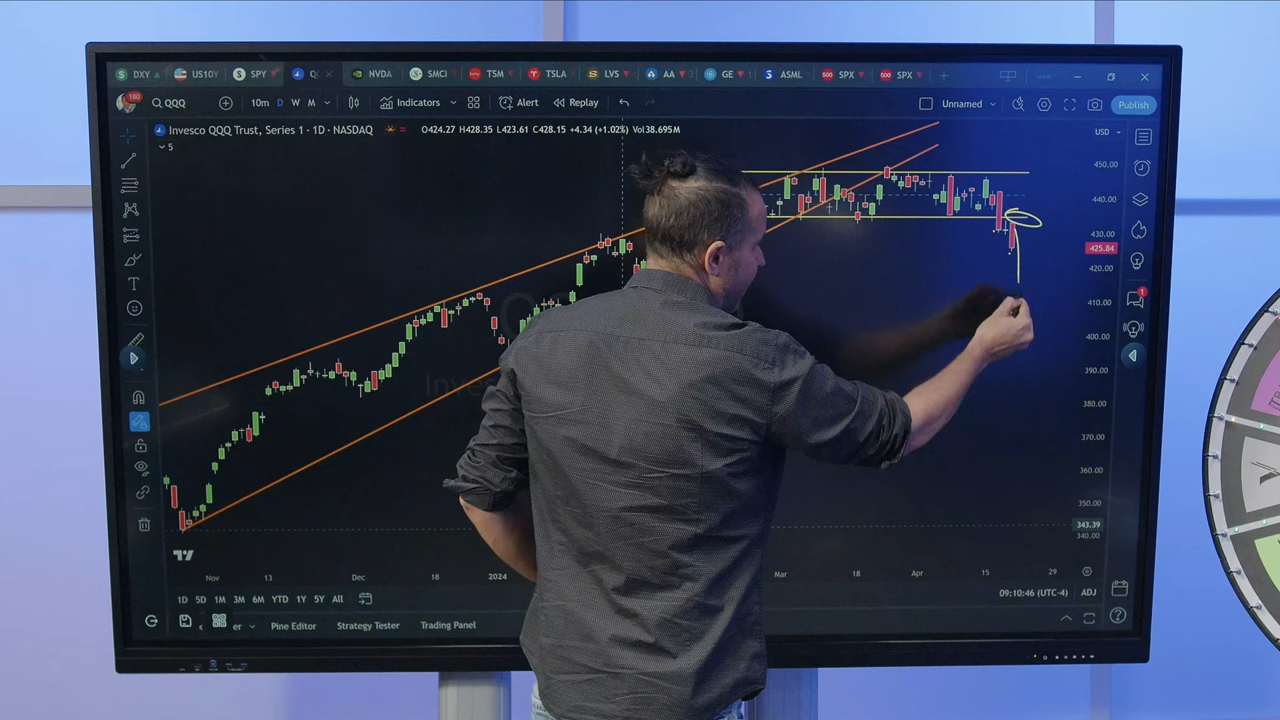 DXY US10Y SPY NVDA SMCI TSM TSLA LVS AA GE ASML SPX SPX
180 QQQ 10m D W M Indicators Alert Replay Unnamed Publish
Invesco QQQ Trust, Series 1 · 1D · NASDAQ O424.27 H428.35 L423.61 C428.15 +4.34 (+1.02%) Vol38.695M USD
5
450.00
440.00
430.00
425.84
420.00
410.00
1
400.00
390.00
380.00
370.00
360.00
350.00
343.39
340.00
Nov 13 Dec 18 2024 Mar 18 Apr 15 29
1D 5D 1M 3M 6M YTD 1Y 5Y All 09:10:46 (UTC-4) ADJ
er Pine Editor Strategy Tester Trading Panel